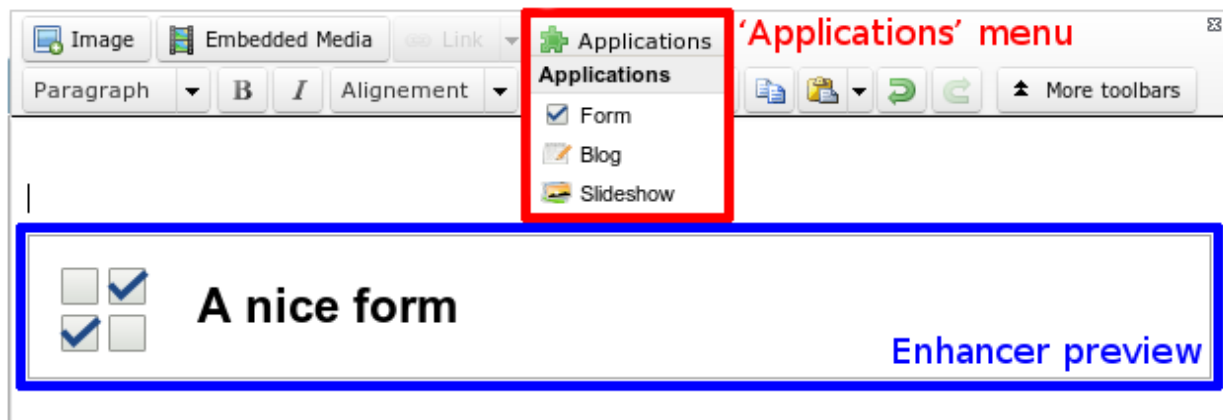 Image Embedded Media Link Applications 'Applications' menu
Paragraph B I Alignement Applications More toolbars
Form
Blog
Slideshow
A nice form
Enhancer preview